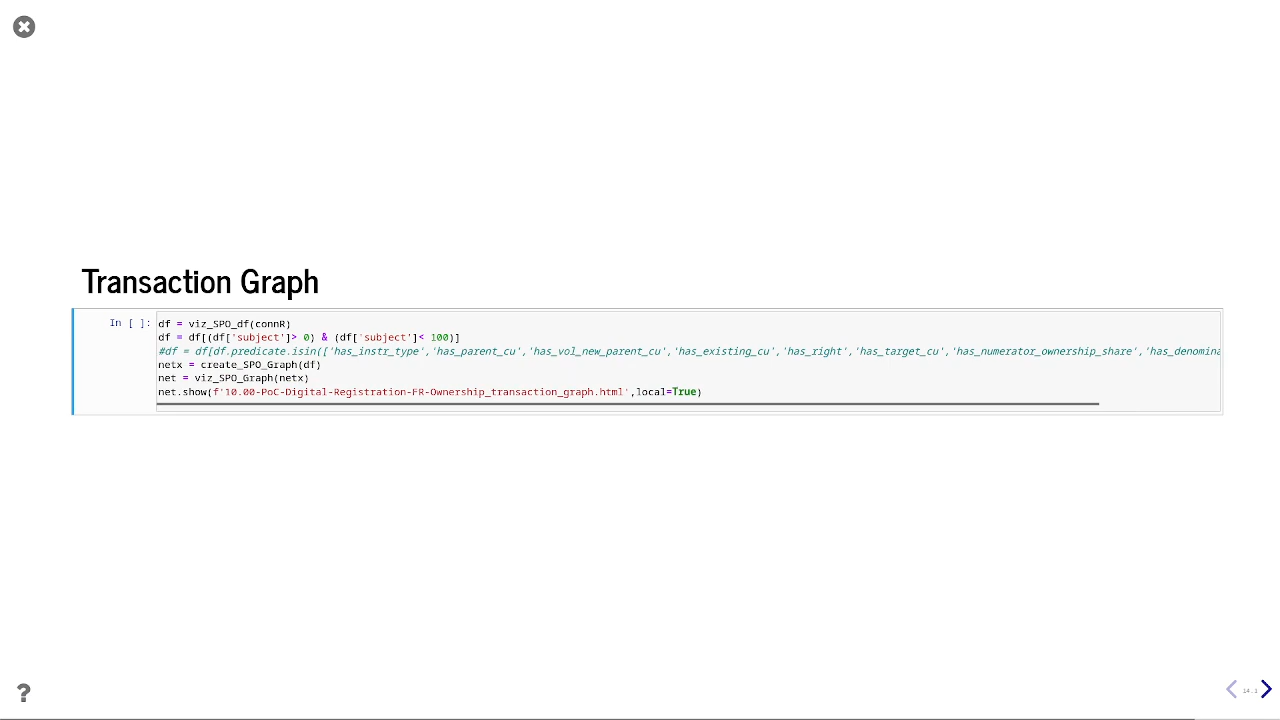 Transaction Graph
In [ ]:
df = viz_SPO_df(connR)
df = df[(df['subject']> 0) & (df['subject']< 100)]
#df = df[df.predicate.isin(['has_instr_type','has_parent_cu','has_vol_new_parent_cu','has_existing_cu','has_right','has_target_cu','has_numerator_ownership_share','has_denomina
netx = create_SPO_Graph(df)
net = viz_SPO_Graph(netx)
net.show(f'10.00-PoC-Digital-Registration-FR-Ownership_transaction_graph.html',local=True)
?
14.1